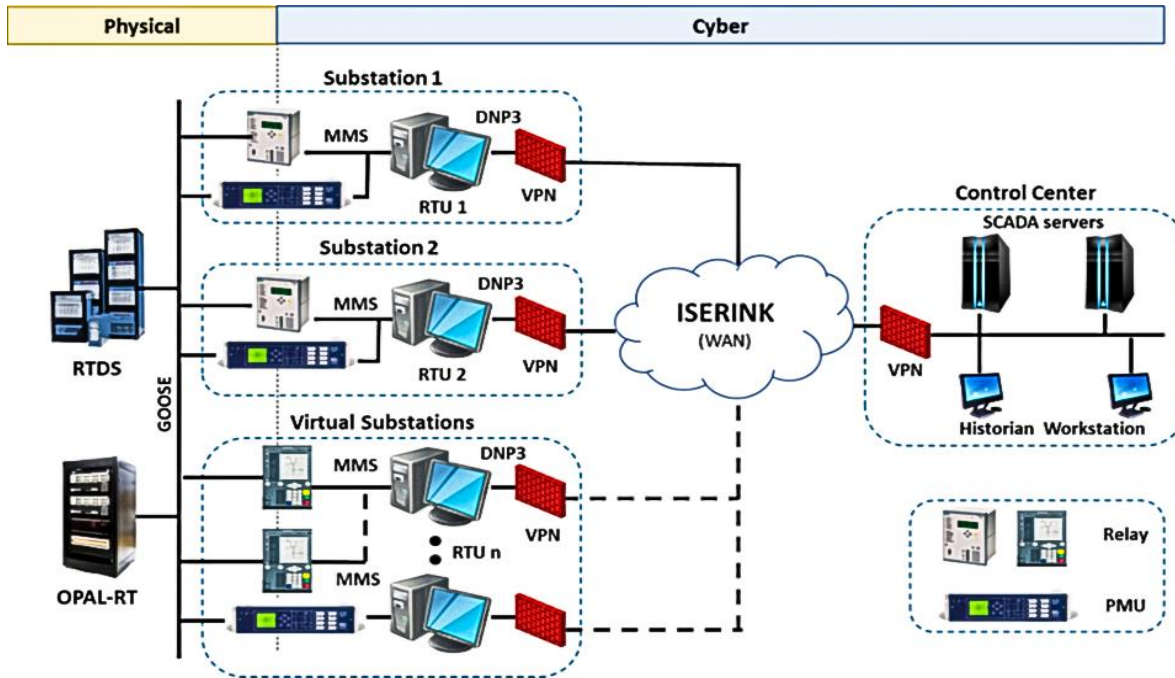 Physical
Cyber
Substation 1
MMS
DNP3
RTU 1
VPN
Substation 2
MMS
DNP3
RTU 2
VPN
RTDS
GOOSE
OPAL-RT
Virtual Substations
MMS
DNP3
RTU n
VPN
MMS
ISERINK
(WAN)
Control Center
SCADA servers
VPN
Historian
Workstation
Relay
PMU